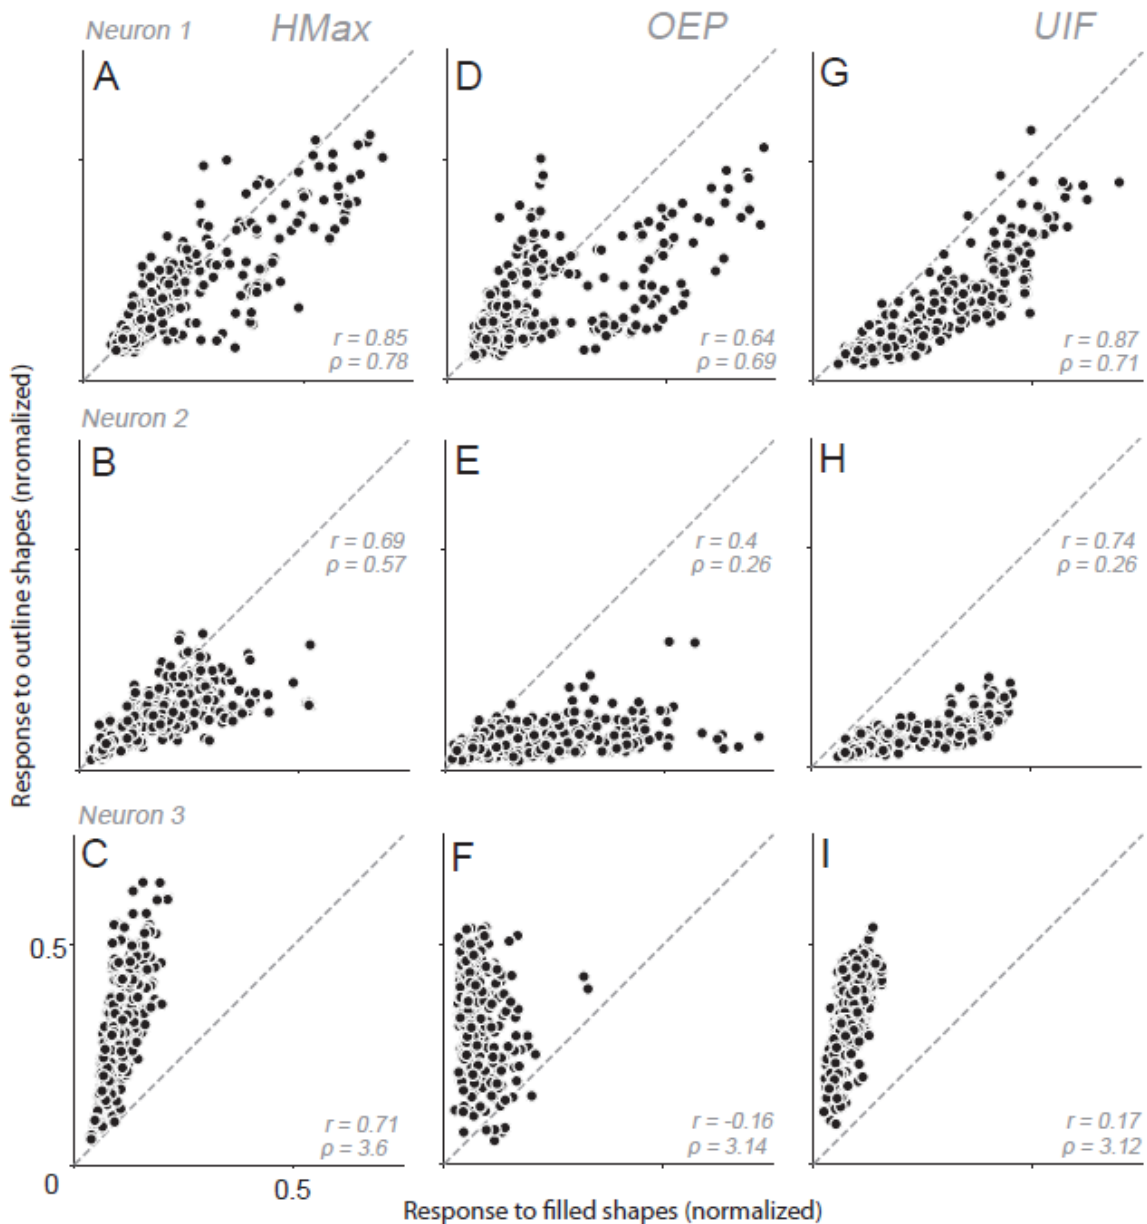 Neuron 1 HMax OEP UIF
A D G
r = 0.85 r = 0.64 r = 0.87
ρ = 0.78 ρ = 0.69 ρ = 0.71
Neuron 2
B E H
r = 0.69 r = 0.4 r = 0.74
ρ = 0.57 ρ = 0.26 ρ = 0.26
Response to outline shapes (nromalized)
Neuron 3
C F I
0.5
r = 0.71 r = -0.16 r = 0.17
ρ = 3.6 ρ = 3.14 ρ = 3.12
0 0.5
Response to filled shapes (normalized)